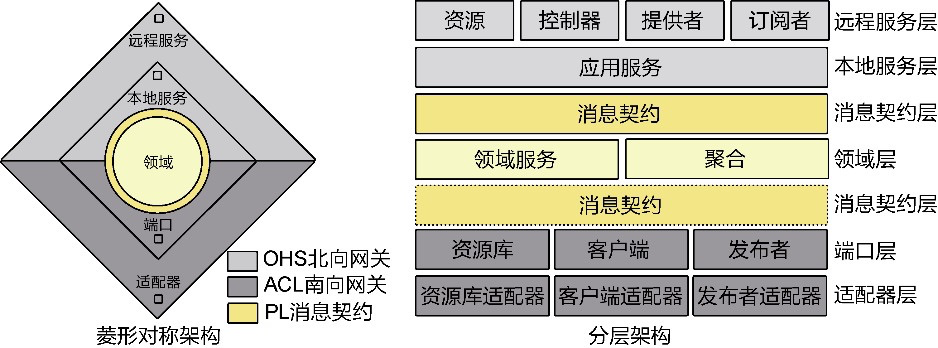 远程服务
本地服务
领域
端口
适配器
OHS北向网关
ACL南向网关
PL消息契约
菱形对称架构
资源 控制器 提供者 订阅者 远程服务层
应用服务 本地服务层
消息契约 消息契约层
领域服务 聚合 领域层
消息契约 消息契约层
资源库 客户端 发布者 端口层
资源库适配器 客户端适配器 发布者适配器 适配器层
分层架构